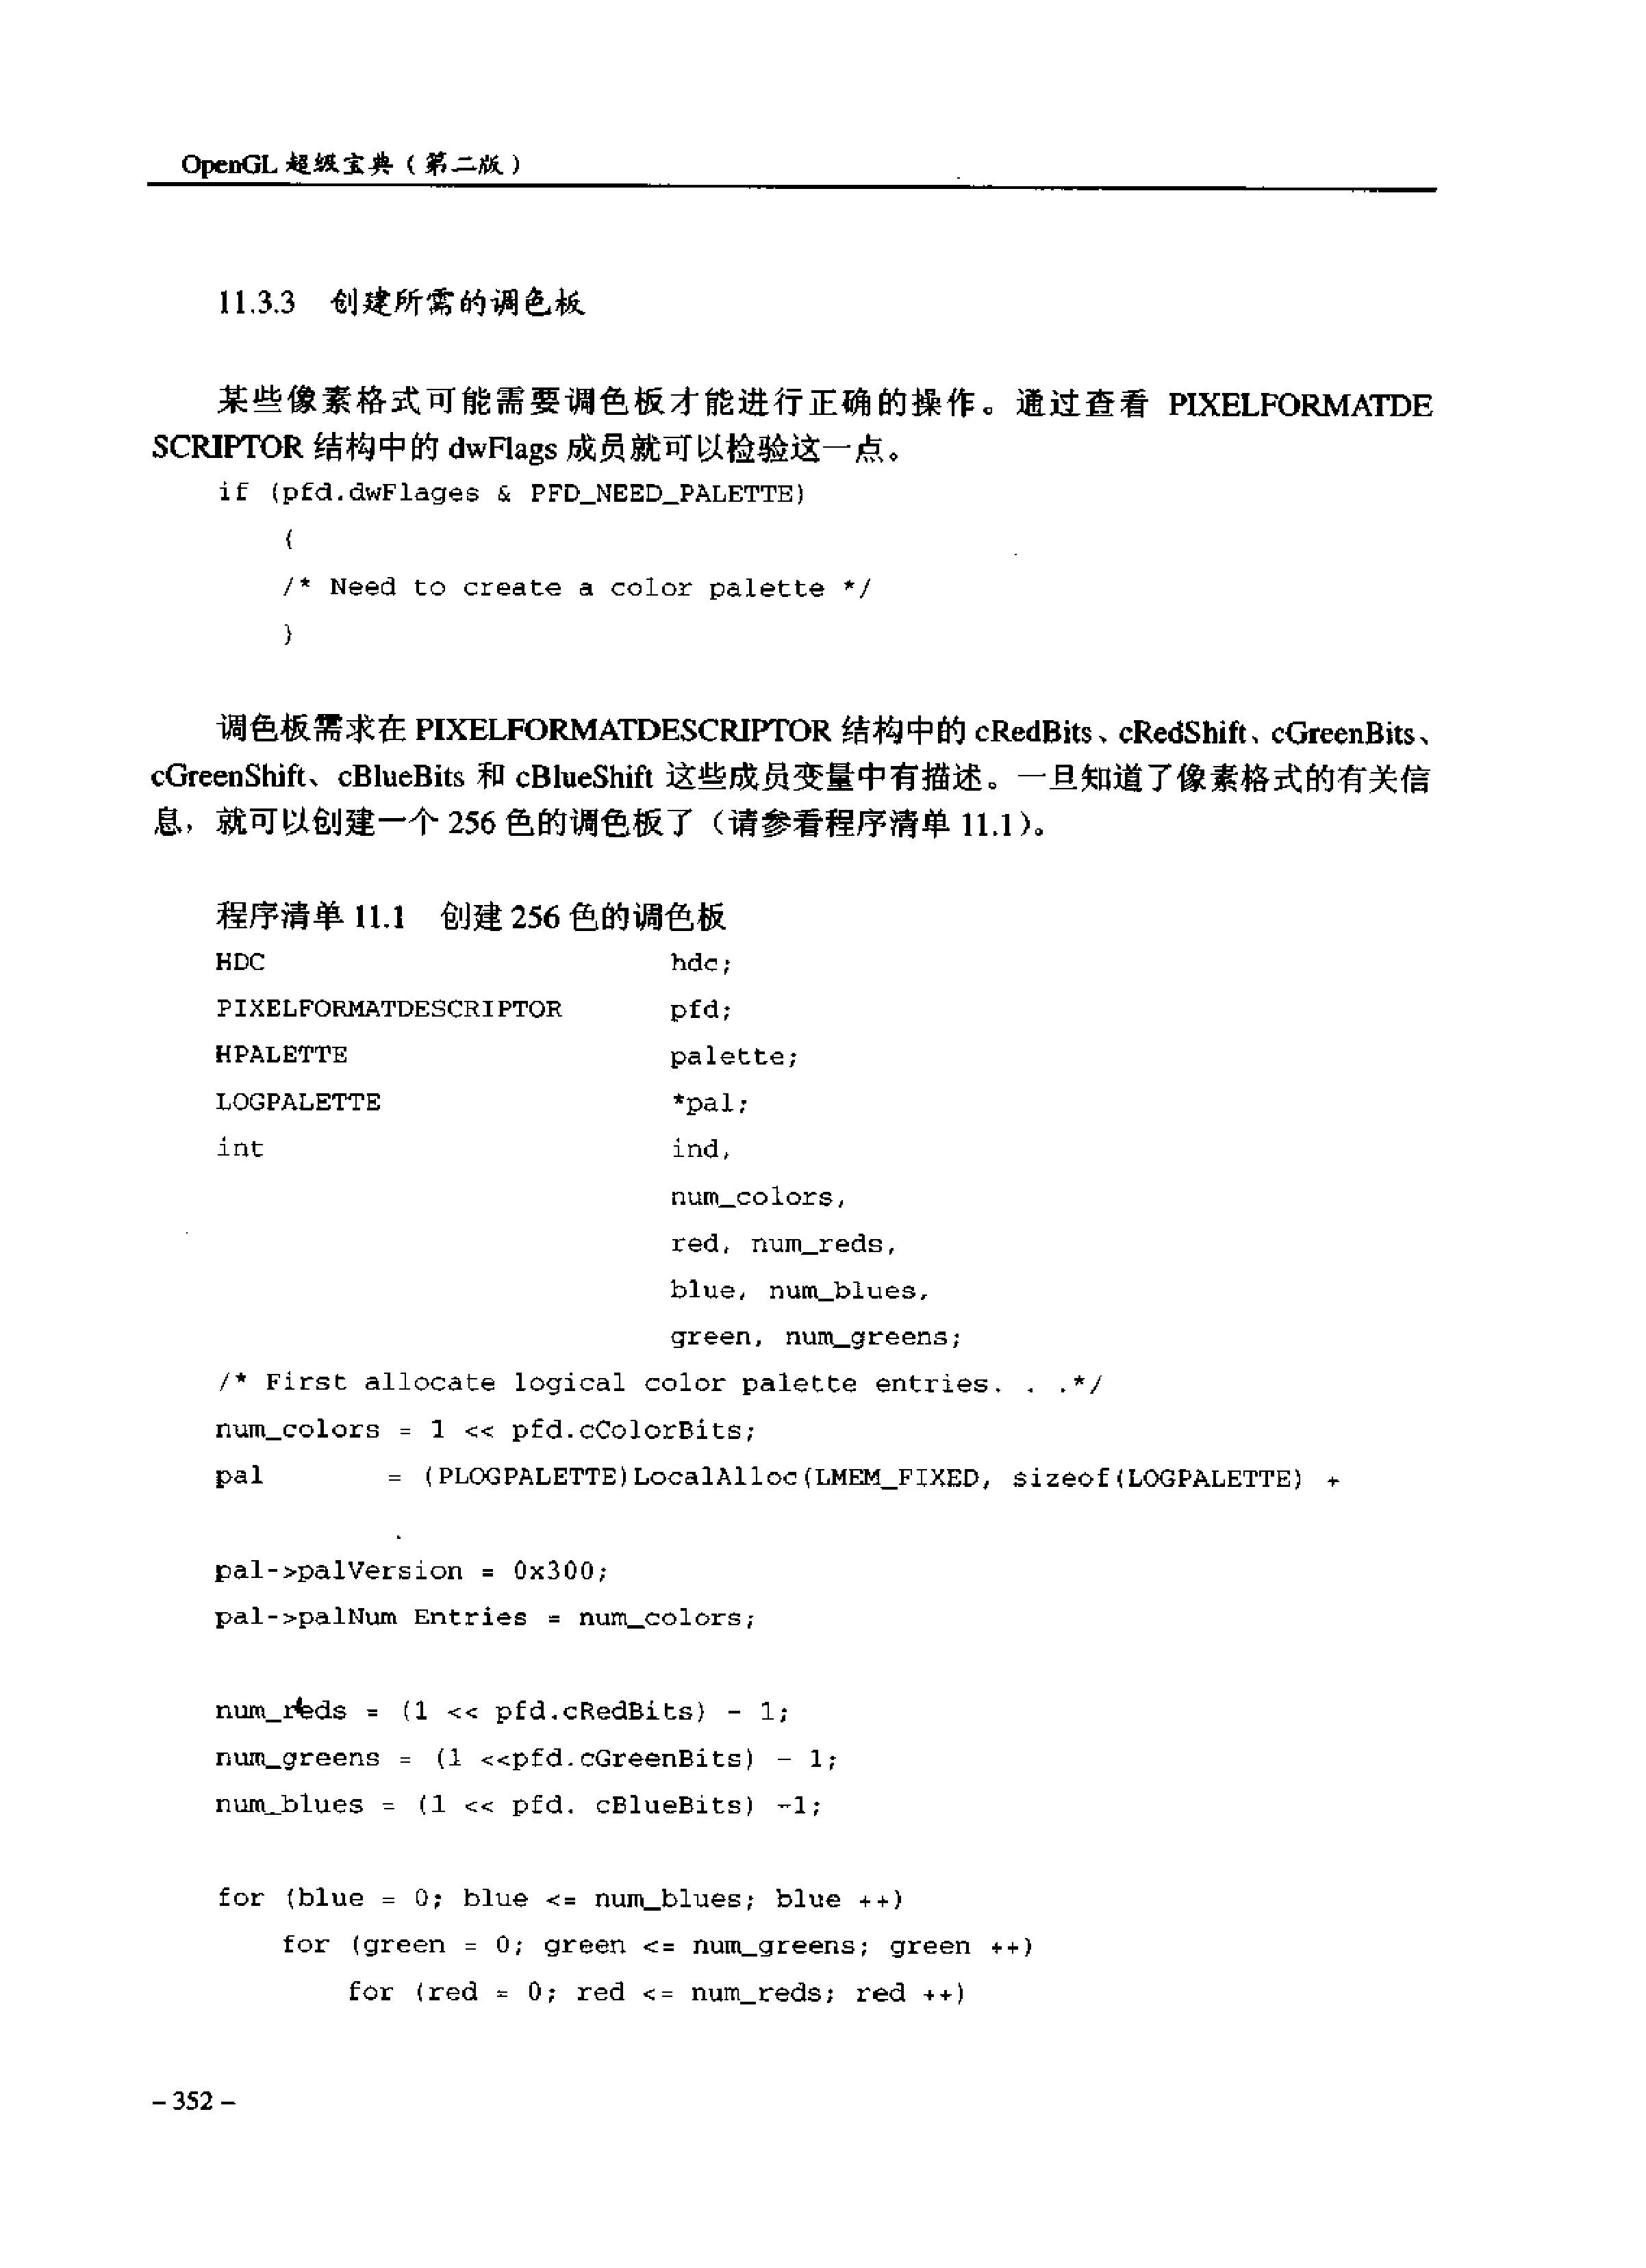 OpenGL 超级宝典（第二版）
11.3.3 创建所需的调色板
某些像素格式可能需要调色板才能进行正确的操作。通过查看 PIXELFORMATDE
SCRIPTOR 结构中的 dwFlags 成员就可以检验这一点。
if (pfd.dwFlages & PFD_NEED_PALETTE)
{
/* Need to create a color palette */
}
调色板需求在 PIXELFORMATDESCRIPTOR 结构中的 cRedBits、cRedShift、cGreenBits、
cGreenShift、cBlueBits 和 cBlueShift 这些成员变量中有描述。一旦知道了像素格式的有关信
息，就可以创建一个 256 色的调色板了（请参看程序清单 11.1）。
程序清单 11.1 创建 256 色的调色板
HDC hdc;
PIXELFORMATDESCRIPTOR pfd;
HPALETTE palette;
LOGPALETTE *pal;
int ind,
num_colors,
red, num_reds,
blue, num_blues,
green, num_greens;
/* First allocate logical color palette entries. . .*/
num_colors = 1 << pfd.cColorBits;
pal = (PLOGPALETTE)LocalAlloc(LMEM_FIXED, sizeof(LOGPALETTE) +
pal->palVersion = 0x300;
pal->palNum Entries = num_colors;
num_reds = (1 << pfd.cRedBits) - 1;
num_greens = (1 <<pfd.cGreenBits) - 1;
num_blues = (1 << pfd. cBlueBits) -1;
for (blue = 0; blue <= num_blues; blue ++)
for (green = 0; green <= num_greens; green ++)
for (red = 0; red <= num_reds; red ++)
- 352 -